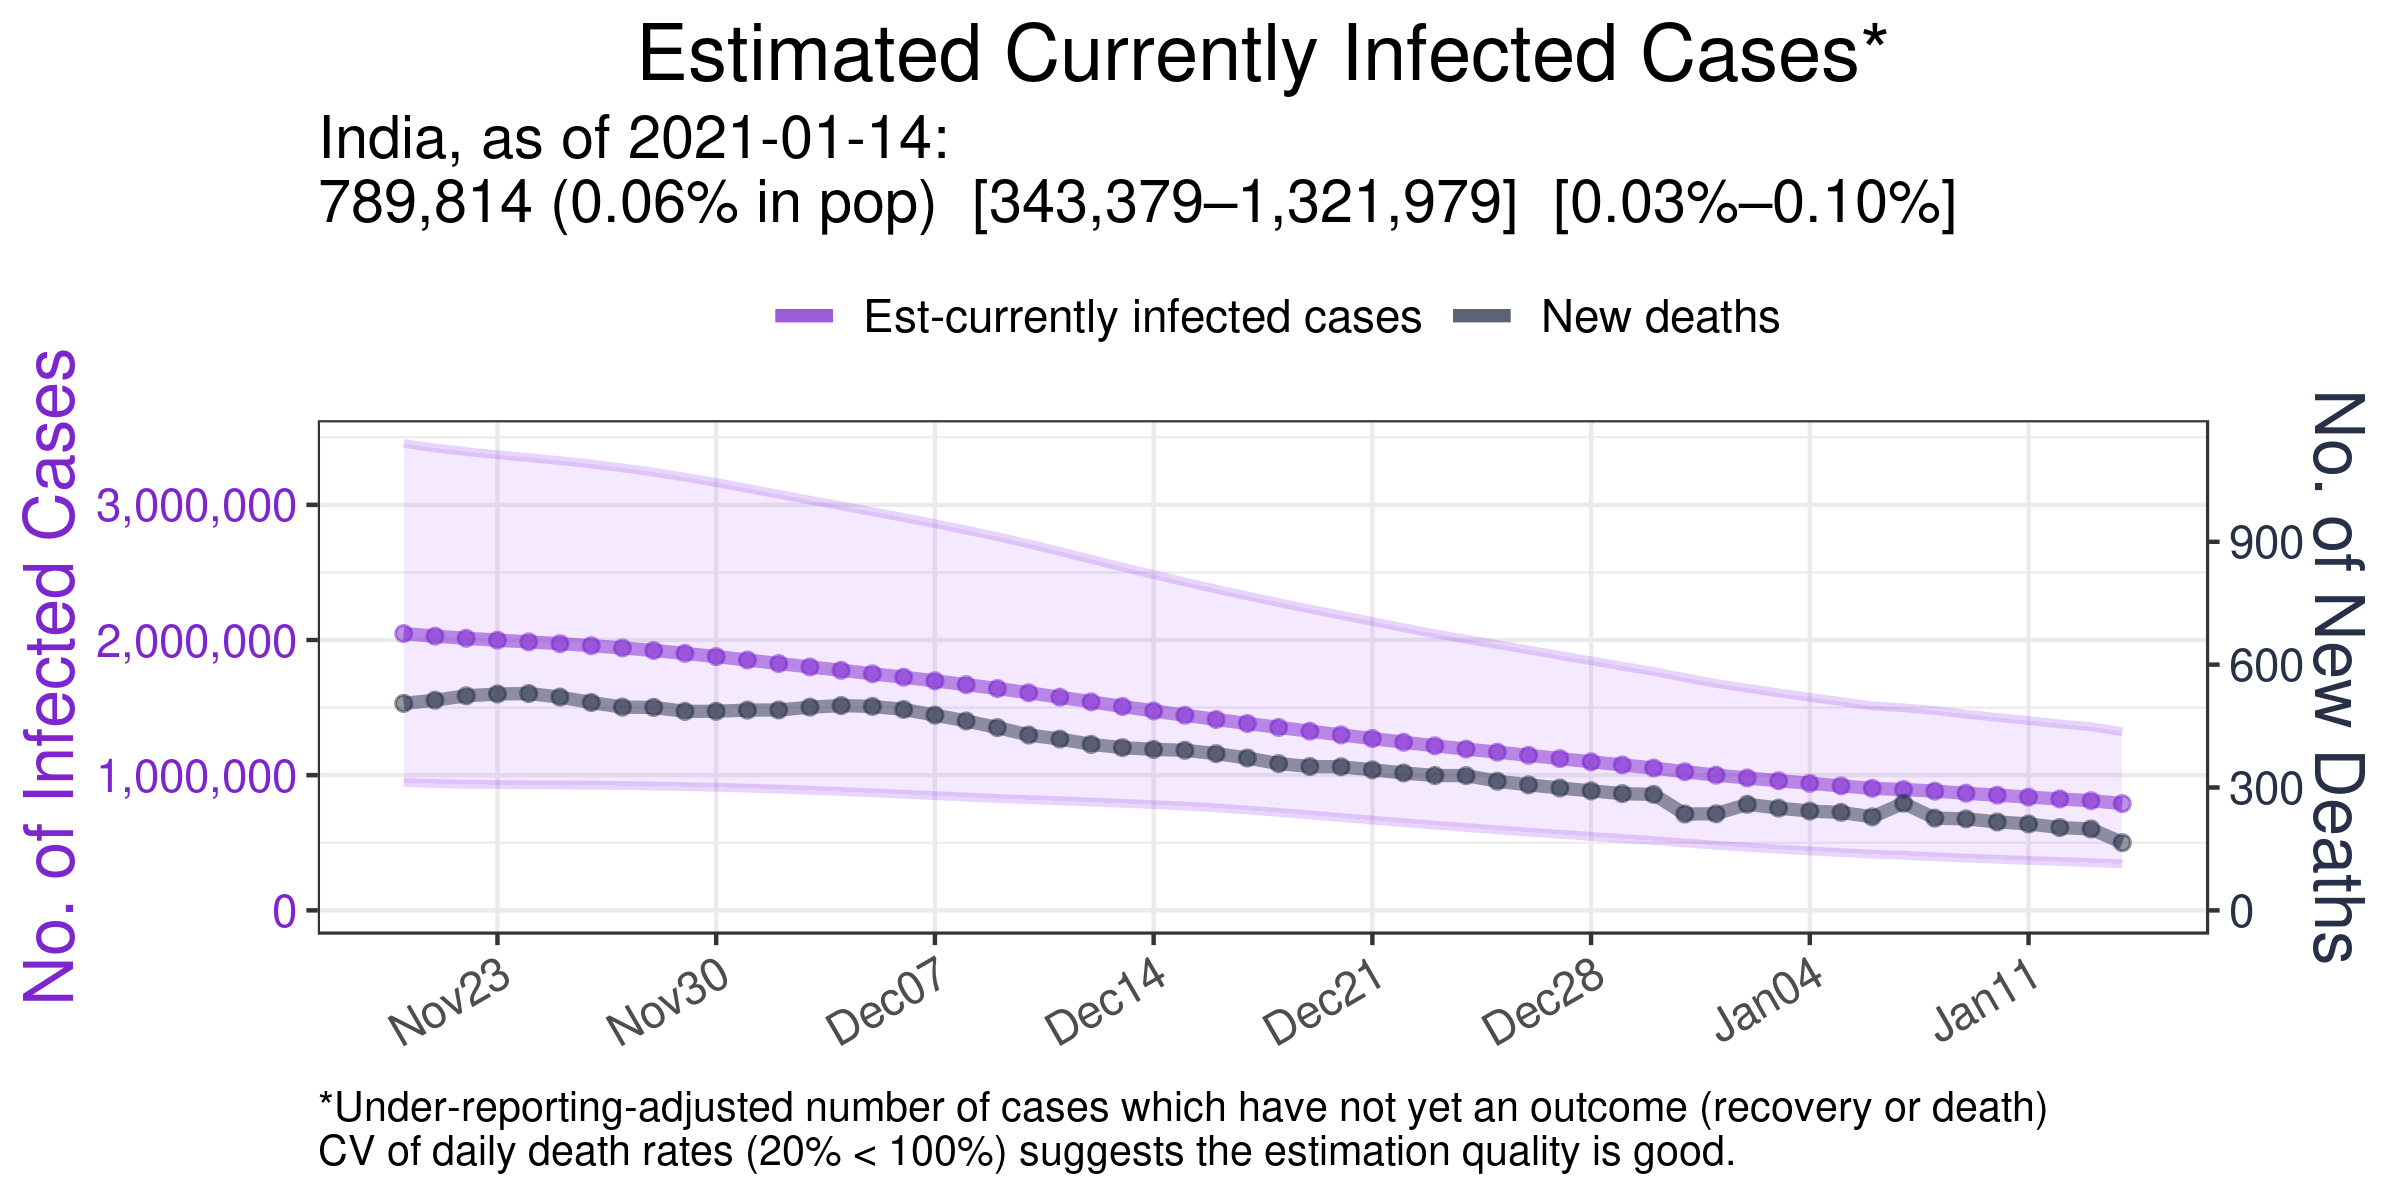 Estimated Currently Infected Cases*
India, as of 2021-01-14:
789,814 (0.06% in pop)  [343,379–1,321,979]  [0.03%–0.10%]
Est-currently infected cases
New deaths
No. of Infected Cases
3,000,000
2,000,000
1,000,000
0
900
600
300
0
No. of New Deaths
Nov23
Nov30
Dec07
Dec14
Dec21
Dec28
Jan04
Jan11
*Under-reporting-adjusted number of cases which have not yet an outcome (recovery or death)
CV of daily death rates (20% < 100%) suggests the estimation quality is good.